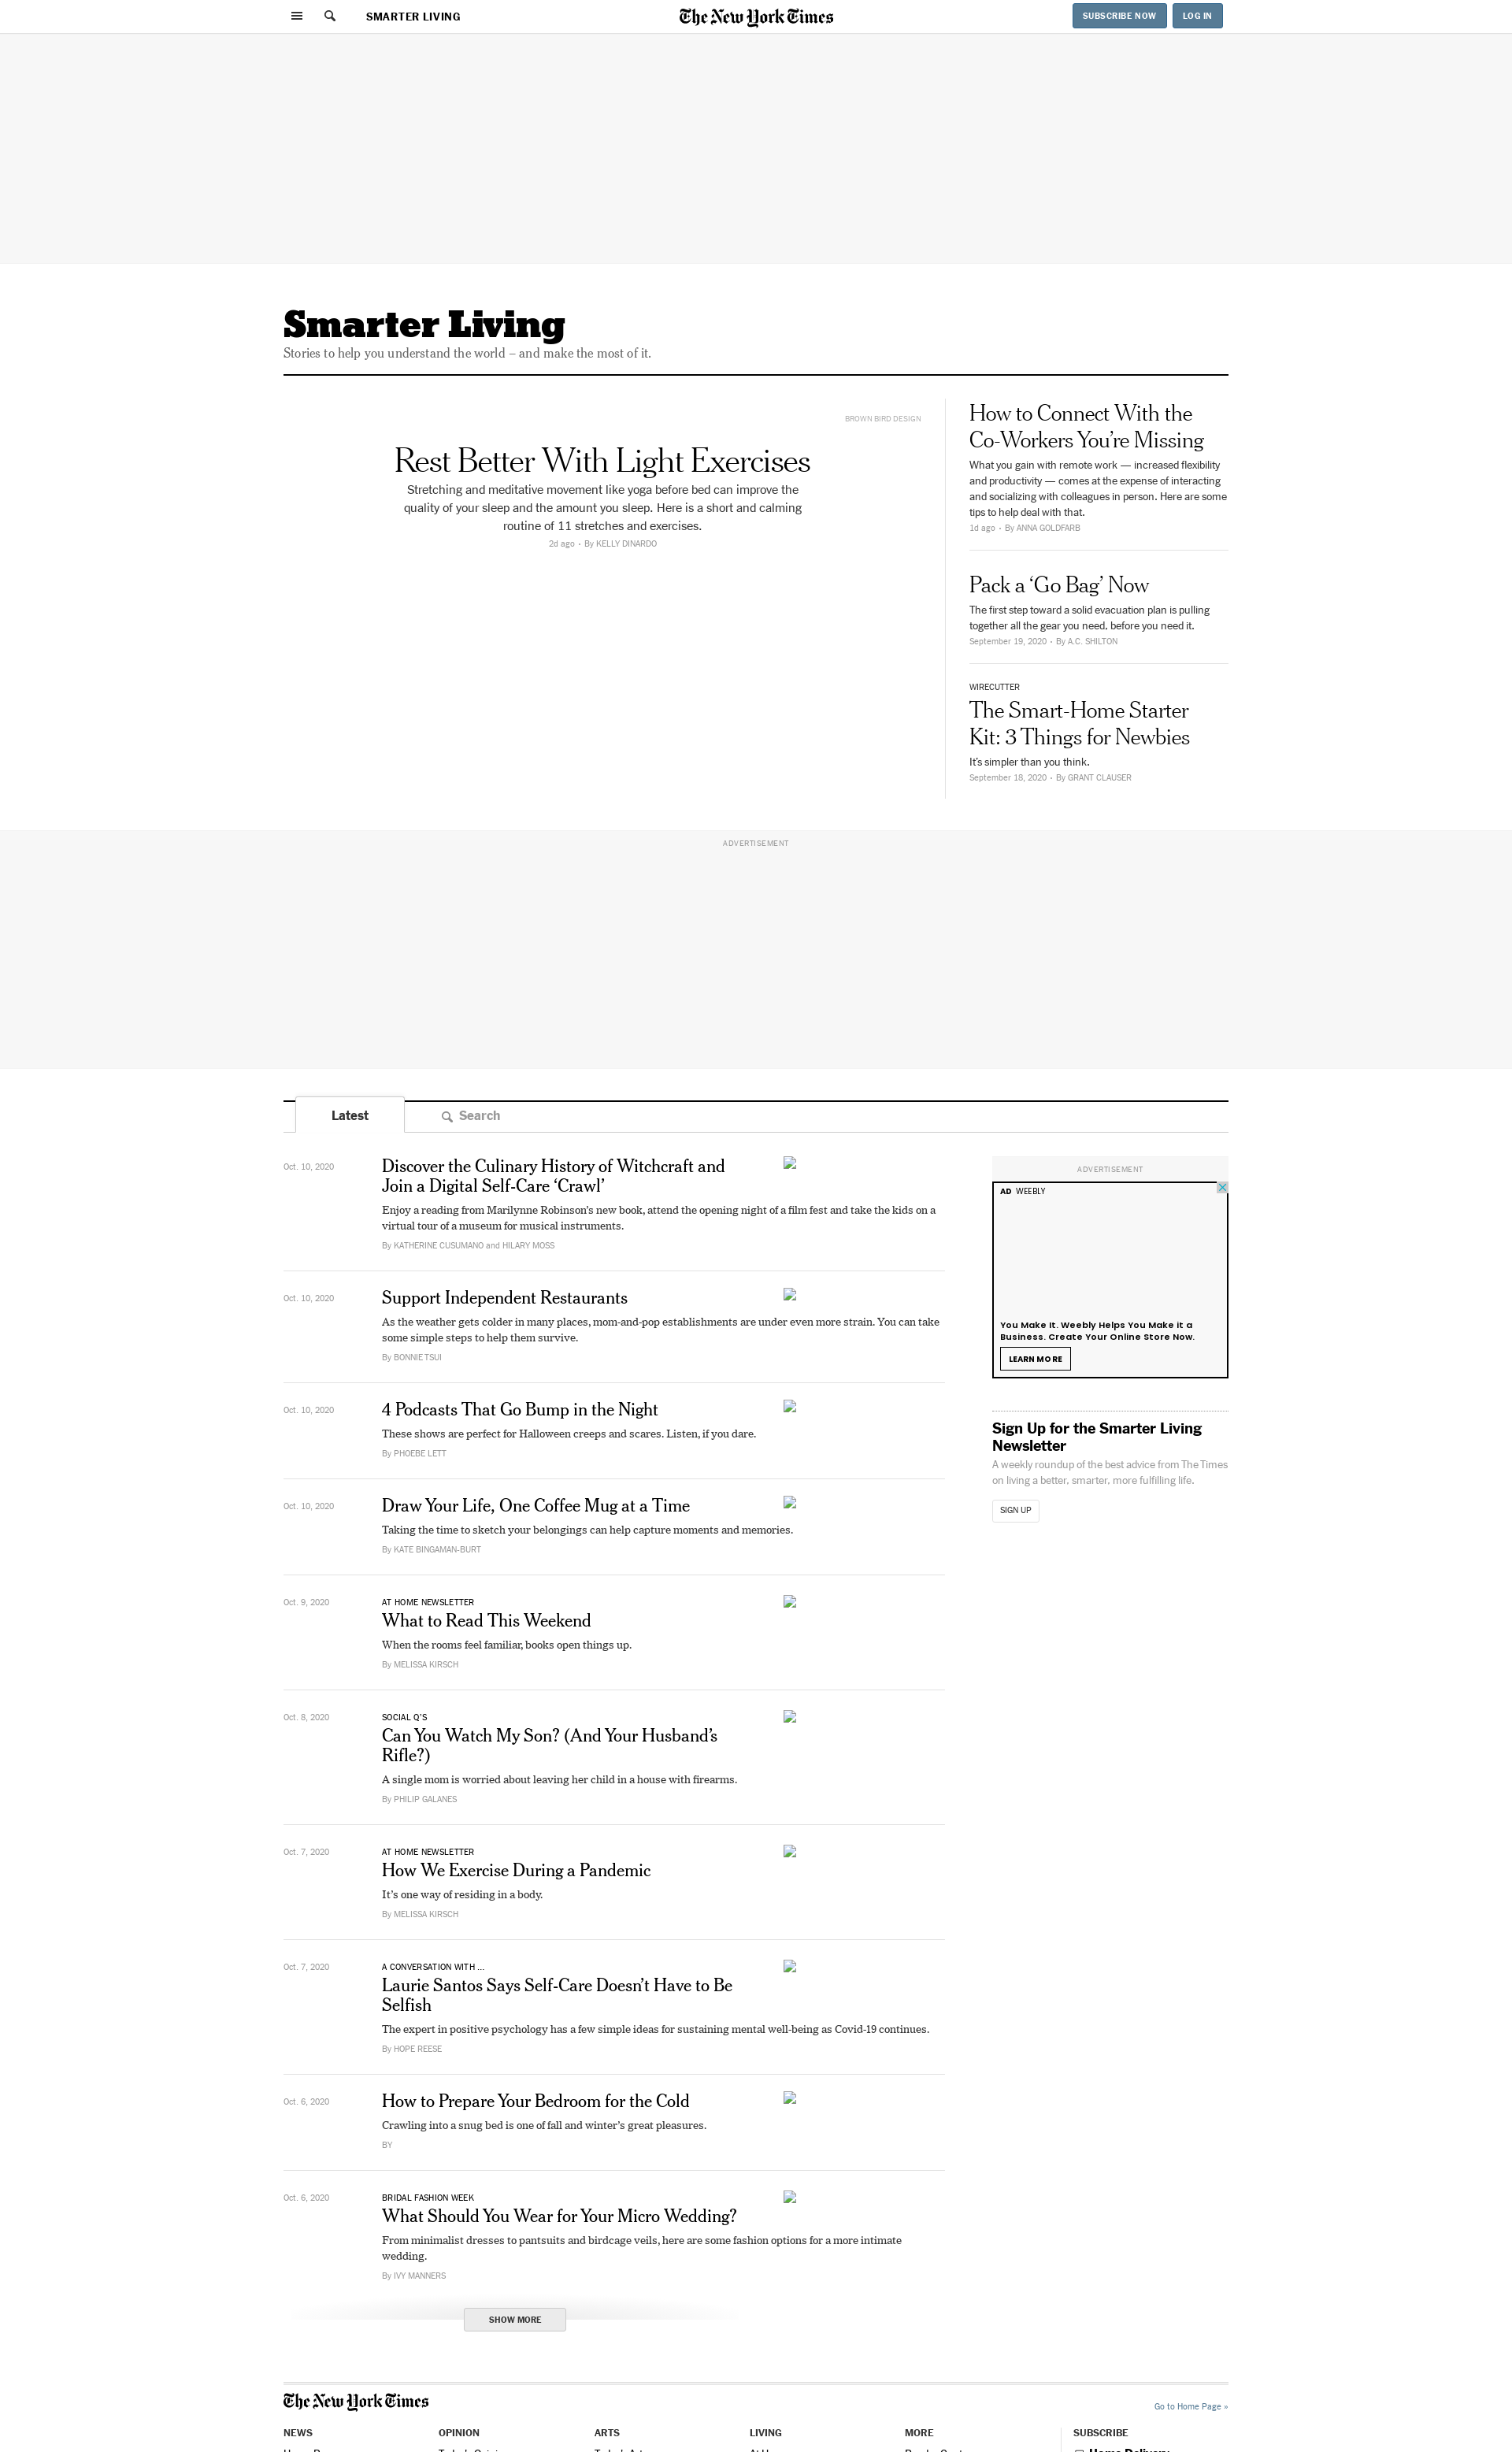 SMARTER LIVING
The New York Times
SUBSCRIBE NOW
LOG IN
Smarter Living
Stories to help you understand the world – and make the most of it.
BROWN BIRD DESIGN
Rest Better With Light Exercises
Stretching and meditative movement like yoga before bed can improve the
quality of your sleep and the amount you sleep. Here is a short and calming
routine of 11 stretches and exercises.
2d ago • By KELLY DINARDO
How to Connect With the
Co-Workers You’re Missing
What you gain with remote work — increased flexibility
and productivity — comes at the expense of interacting
and socializing with colleagues in person. Here are some
tips to help deal with that.
1d ago • By ANNA GOLDFARB
Pack a ‘Go Bag’ Now
The first step toward a solid evacuation plan is pulling
together all the gear you need, before you need it.
September 19, 2020 • By A.C. SHILTON
WIRECUTTER
The Smart-Home Starter
Kit: 3 Things for Newbies
It’s simpler than you think.
September 18, 2020 • By GRANT CLAUSER
ADVERTISEMENT
Latest
Search
Oct. 10, 2020
Discover the Culinary History of Witchcraft and
Join a Digital Self-Care ‘Crawl’
Enjoy a reading from Marilynne Robinson’s new book, attend the opening night of a film fest and take the kids on a
virtual tour of a museum for musical instruments.
By KATHERINE CUSUMANO and HILARY MOSS
Oct. 10, 2020
Support Independent Restaurants
As the weather gets colder in many places, mom-and-pop establishments are under even more strain. You can take
some simple steps to help them survive.
By BONNIE TSUI
Oct. 10, 2020
4 Podcasts That Go Bump in the Night
These shows are perfect for Halloween creeps and scares. Listen, if you dare.
By PHOEBE LETT
Oct. 10, 2020
Draw Your Life, One Coffee Mug at a Time
Taking the time to sketch your belongings can help capture moments and memories.
By KATE BINGAMAN-BURT
Oct. 9, 2020
AT HOME NEWSLETTER
What to Read This Weekend
When the rooms feel familiar, books open things up.
By MELISSA KIRSCH
Oct. 8, 2020
SOCIAL Q’S
Can You Watch My Son? (And Your Husband’s
Rifle?)
A single mom is worried about leaving her child in a house with firearms.
By PHILIP GALANES
Oct. 7, 2020
AT HOME NEWSLETTER
How We Exercise During a Pandemic
It’s one way of residing in a body.
By MELISSA KIRSCH
Oct. 7, 2020
A CONVERSATION WITH ...
Laurie Santos Says Self-Care Doesn’t Have to Be
Selfish
The expert in positive psychology has a few simple ideas for sustaining mental well-being as Covid-19 continues.
By HOPE REESE
Oct. 6, 2020
How to Prepare Your Bedroom for the Cold
Crawling into a snug bed is one of fall and winter’s great pleasures.
BY
Oct. 6, 2020
BRIDAL FASHION WEEK
What Should You Wear for Your Micro Wedding?
From minimalist dresses to pantsuits and birdcage veils, here are some fashion options for a more intimate
wedding.
By IVY MANNERS
SHOW MORE
ADVERTISEMENT
AD WEEBLY
You Make It. Weebly Helps You Make it a
Business. Create Your Online Store Now.
LEARN MORE
Sign Up for the Smarter Living
Newsletter
A weekly roundup of the best advice from The Times
on living a better, smarter, more fulfilling life.
SIGN UP
The New York Times
Go to Home Page »
NEWS
OPINION
ARTS
LIVING
MORE
SUBSCRIBE
Home Delivery